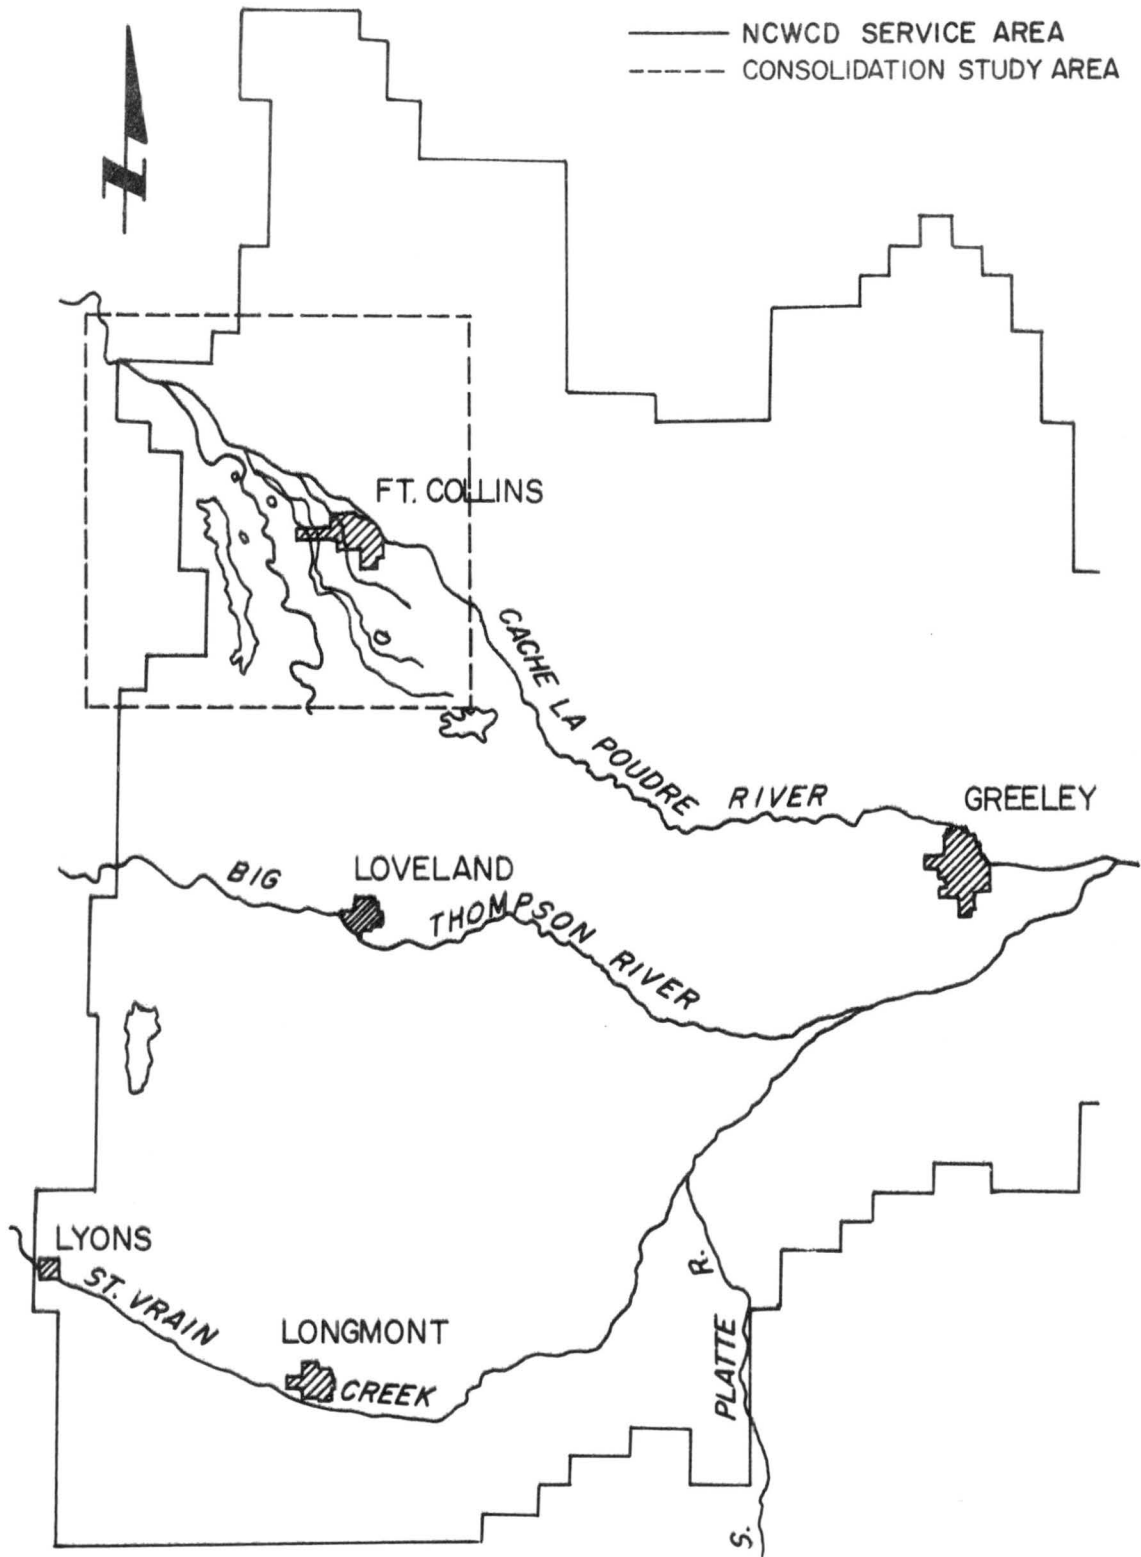 NCWCD SERVICE AREA
CONSOLIDATION STUDY AREA
N
FT. COLLINS
CACHE LA POUDRE RIVER
GREELEY
LOVELAND
BIG THOMPSON RIVER
LYONS
ST. VRAIN CREEK
LONGMONT
S. PLATTE R.